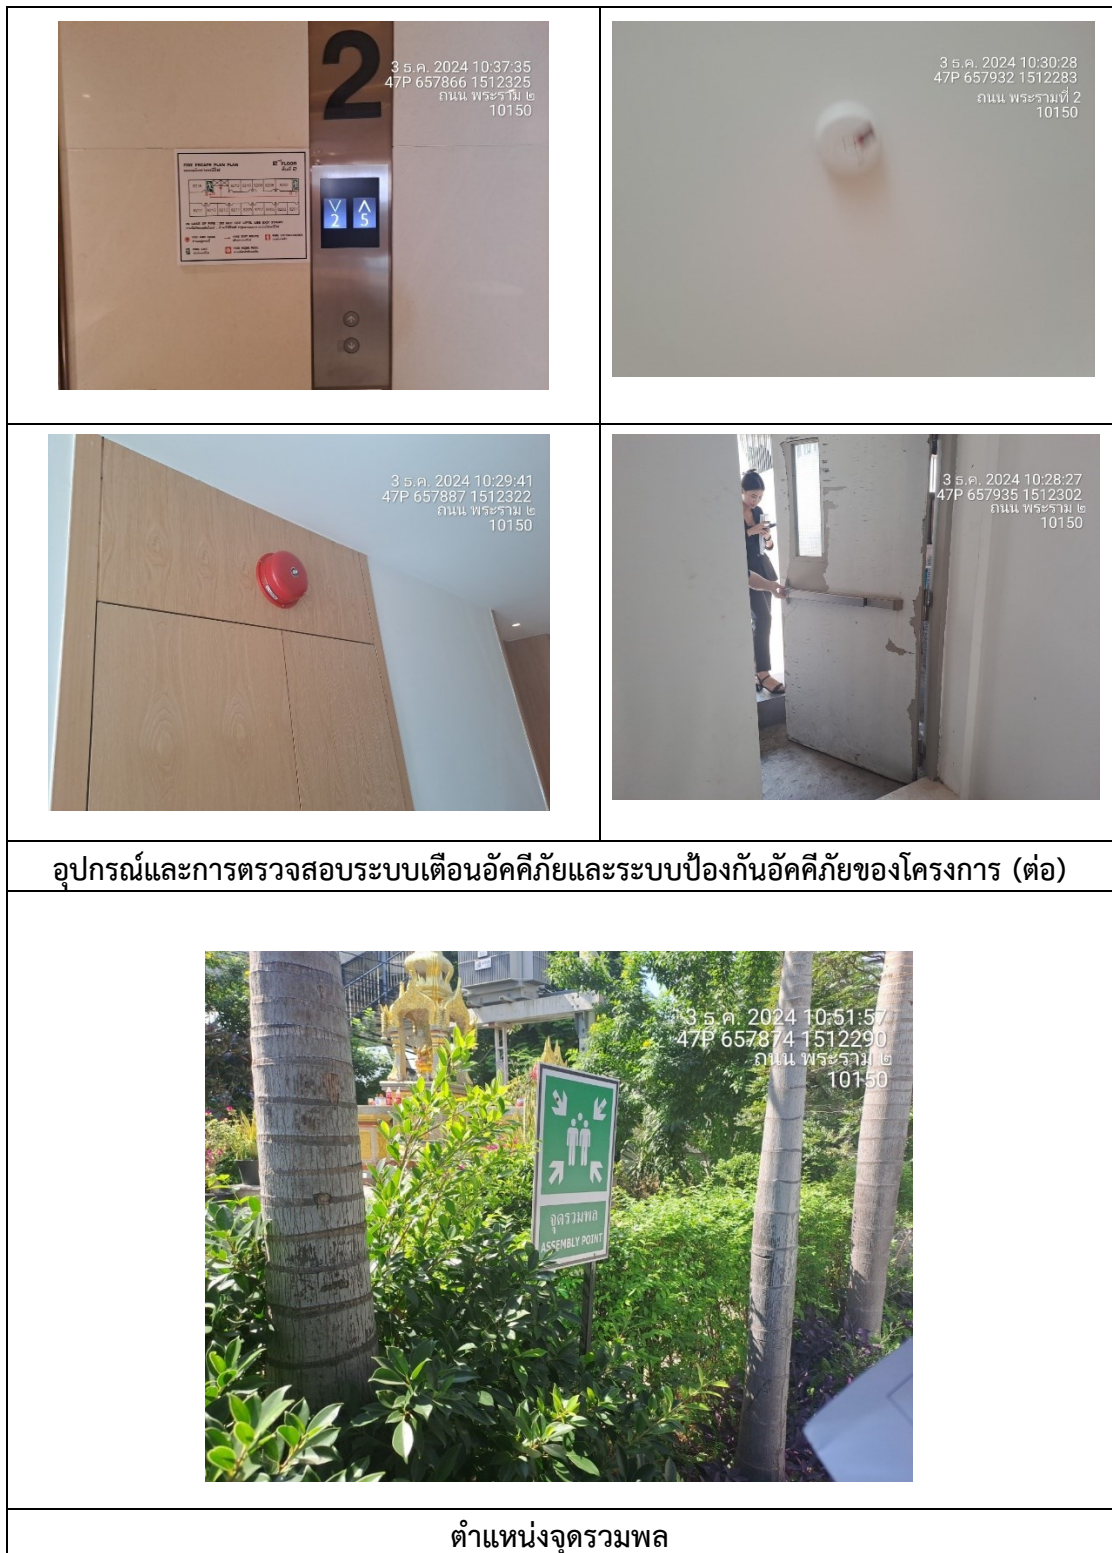 2
3 ธ.ค. 2024 10:37:35
47P 657866 1512325
ถนน พระราม ๒
10150
FIRE ESCAPE PLAN PLAN
FLOOR
2 5
3 ธ.ค. 2024 10:30:28
47P 657932 1512283
ถนน พระรามที่ 2
10150
3 ธ.ค. 2024 10:29:41
47P 657887 1512322
ถนน พระราม ๒
10150
3 ธ.ค. 2024 10:28:27
47P 657935 1512302
ถนน พระราม ๒
10150
อุปกรณ์และการตรวจสอบระบบเตือนอัคคีภัยและระบบป้องกันอัคคีภัยของโครงการ (ต่อ)
3 ธ.ค. 2024 10:51:57
47P 657874 1512290
ถนน พระราม ๒
10150
จุดรวมพล
ASSEMBLY POINT
ตำแหน่งจุดรวมพล